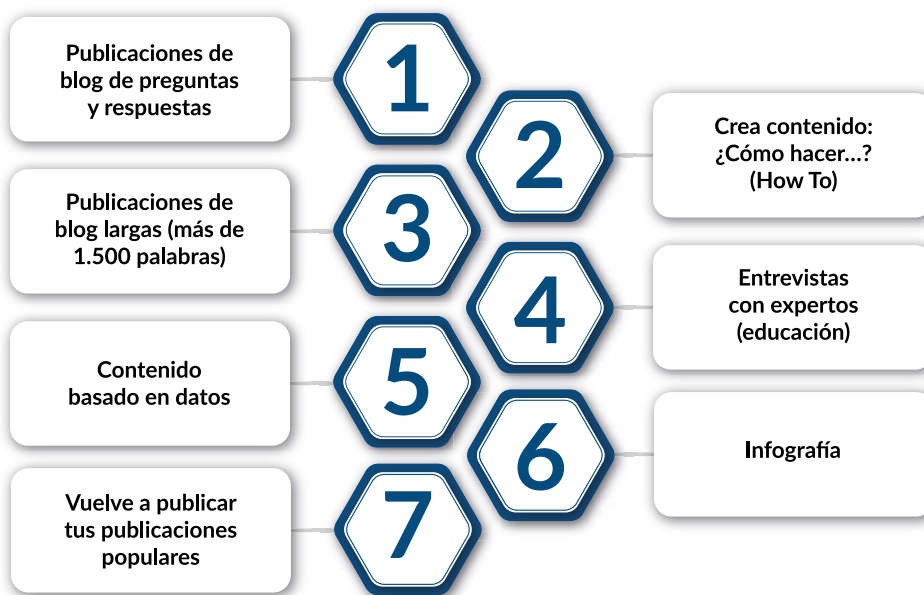 1
Publicaciones de
blog de preguntas
y respuestas
2
Crea contenido:
¿Cómo hacer...?
(How To)
3
Publicaciones de
blog largas (más de
1.500 palabras)
4
Entrevistas
con expertos
(educación)
5
Contenido
basado en datos
6
Infografía
7
Vuelve a publicar
tus publicaciones
populares